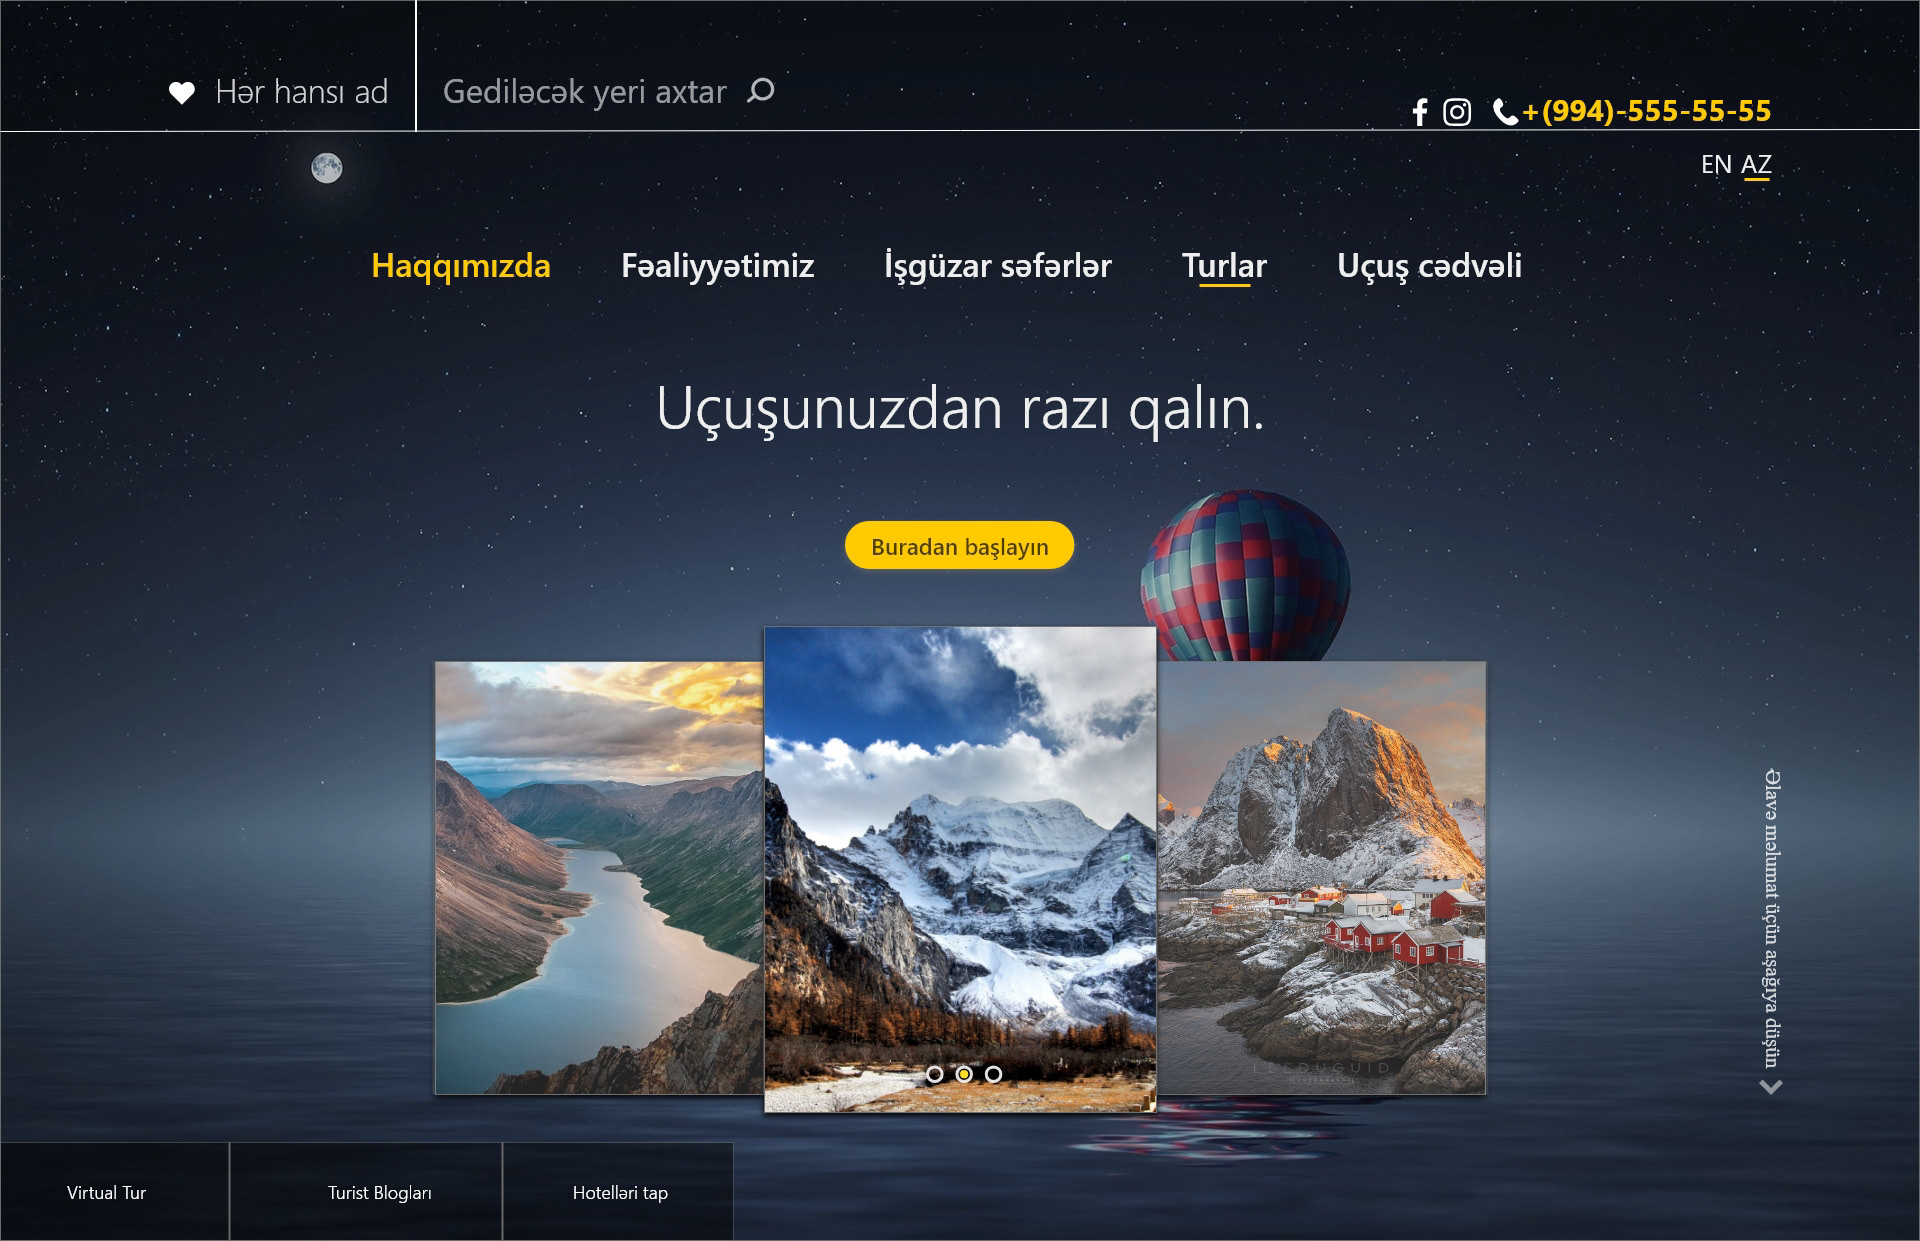 Hər hansı ad
Gediləcək yeri axtar
+(994)-555-55-55
EN AZ
Haqqımızda
Fəaliyyətimiz
İşgüzar səfərlər
Turlar
Uçuş cədvəli
Uçuşunuzdan razı qalın.
Buradan başlayın
LEEDUGUID
Əlavə məlumat üçün aşağıya düşün
Virtual Tur
Turist Blogları
Hotelləri tap